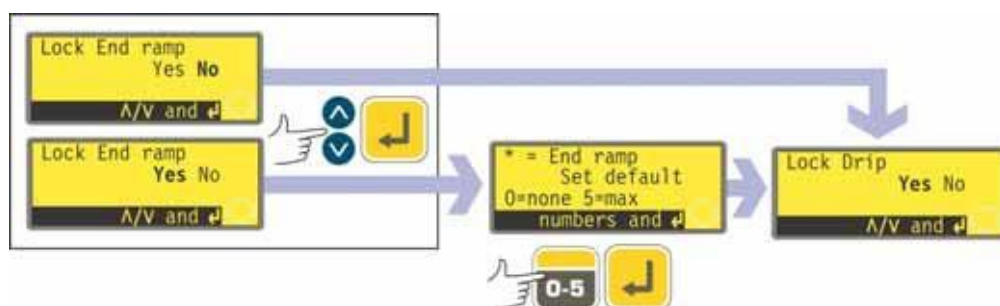 Lock End ramp
Yes No
∧/∨ and ↲
Lock End ramp
Yes No
∧/∨ and ↲
* = End ramp
Set default
0=none 5=max
numbers and ↲
0-5
Lock Drip
Yes No
∧/∨ and ↲